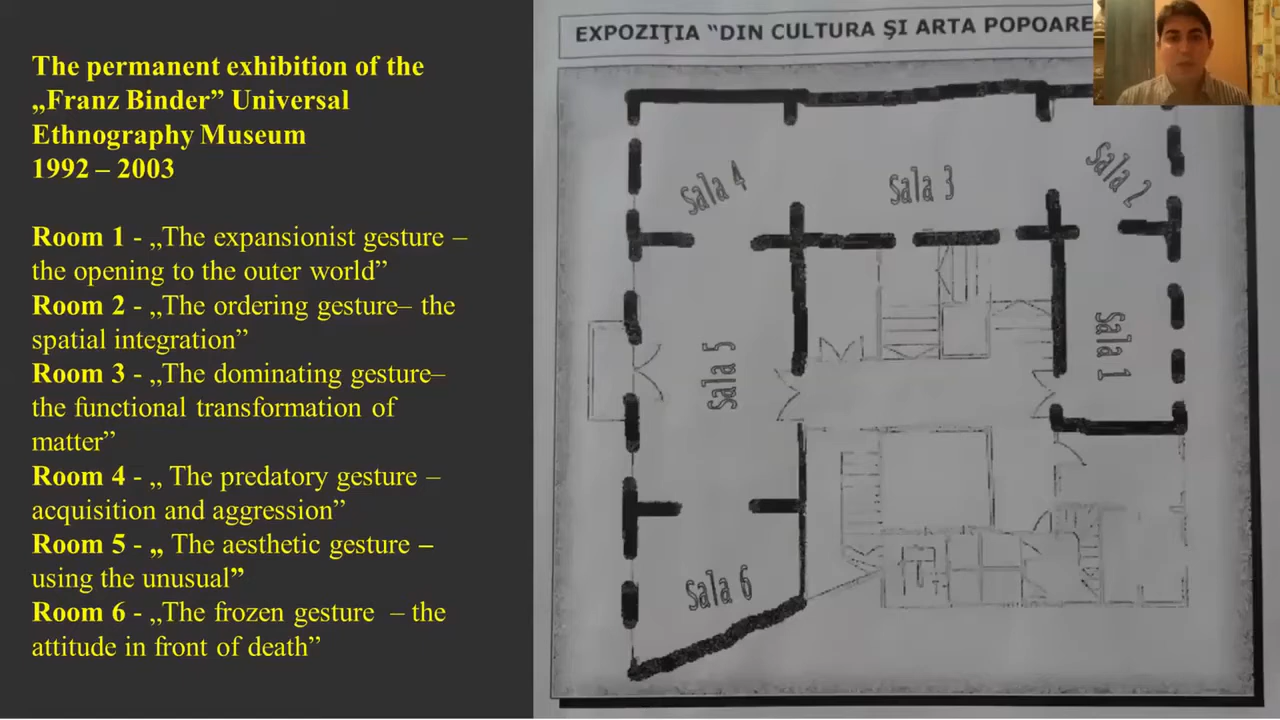 The permanent exhibition of the
„Franz Binder” Universal
Ethnography Museum
1992 – 2003
Room 1 - „The expansionist gesture –
the opening to the outer world”
Room 2 - „The ordering gesture– the
spatial integration”
Room 3 - „The dominating gesture–
the functional transformation of
matter”
Room 4 - „ The predatory gesture –
acquisition and aggression”
Room 5 - „ The aesthetic gesture –
using the unusual”
Room 6 - „The frozen gesture – the
attitude in front of death”
EXPOZIŢIA “DIN CULTURA ŞI ARTA POPOARE
Sala 4
Sala 3
Sala 2
Sala 5
Sala 1
Sala 6